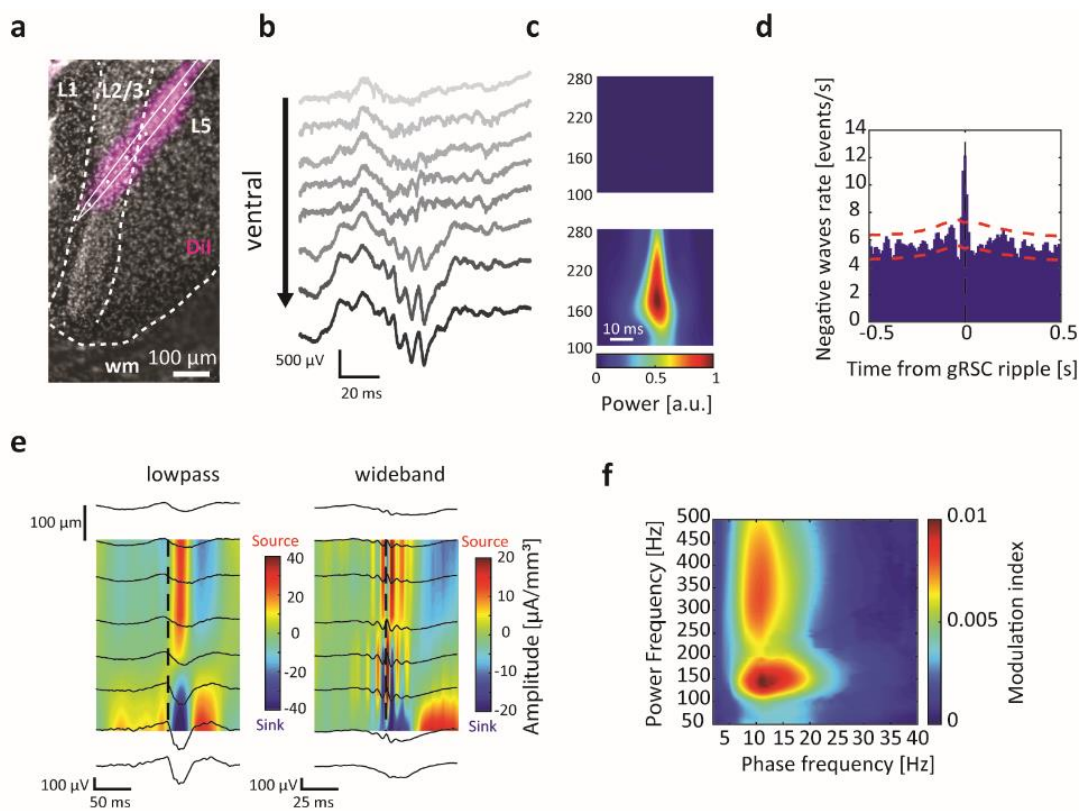 a
L1
L2/3
L5
DiI
wm
100 µm
b
ventral
500 µV
20 ms
c
280
220
160
100
280
220
160
100
10 ms
0
0.5
1
Power [a.u.]
d
Negative waves rate [events/s]
14
12
10
8
6
4
2
0
-0.5
0
0.5
Time from gRSC ripple [s]
e
lowpass
wideband
100 µm
Source
40
20
0
-20
-40
Sink
Source
20
10
0
-10
-20
Sink
Amplitude [µA/mm³]
100 µV
50 ms
100 µV
25 ms
f
Power Frequency [Hz]
500
450
400
350
300
250
200
150
100
50
5 10 15 20 25 30 35 40
Phase frequency [Hz]
0.01
0.005
0
Modulation index